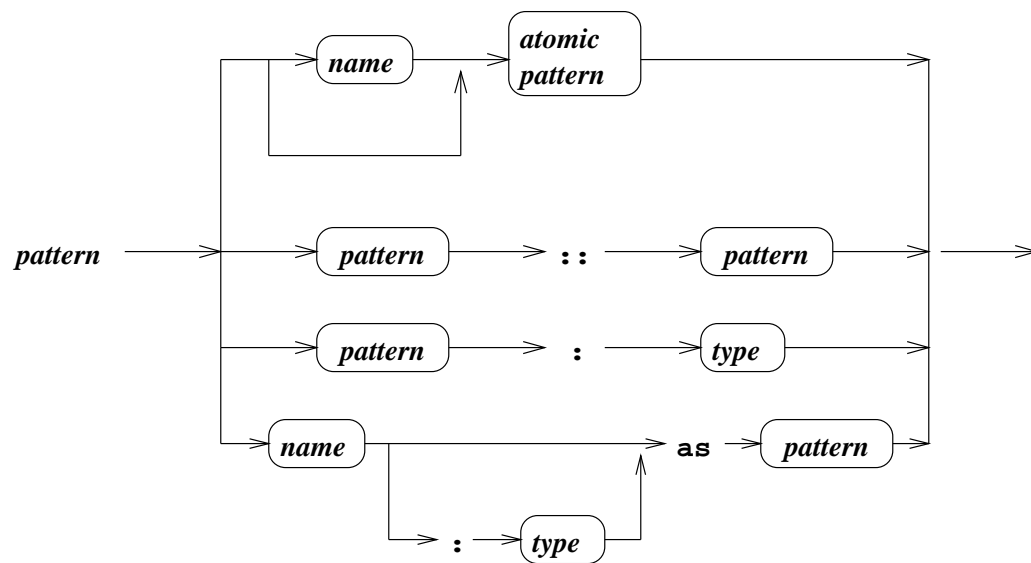 name
atomic
pattern
pattern
pattern :: pattern
pattern : type
name as pattern
: type